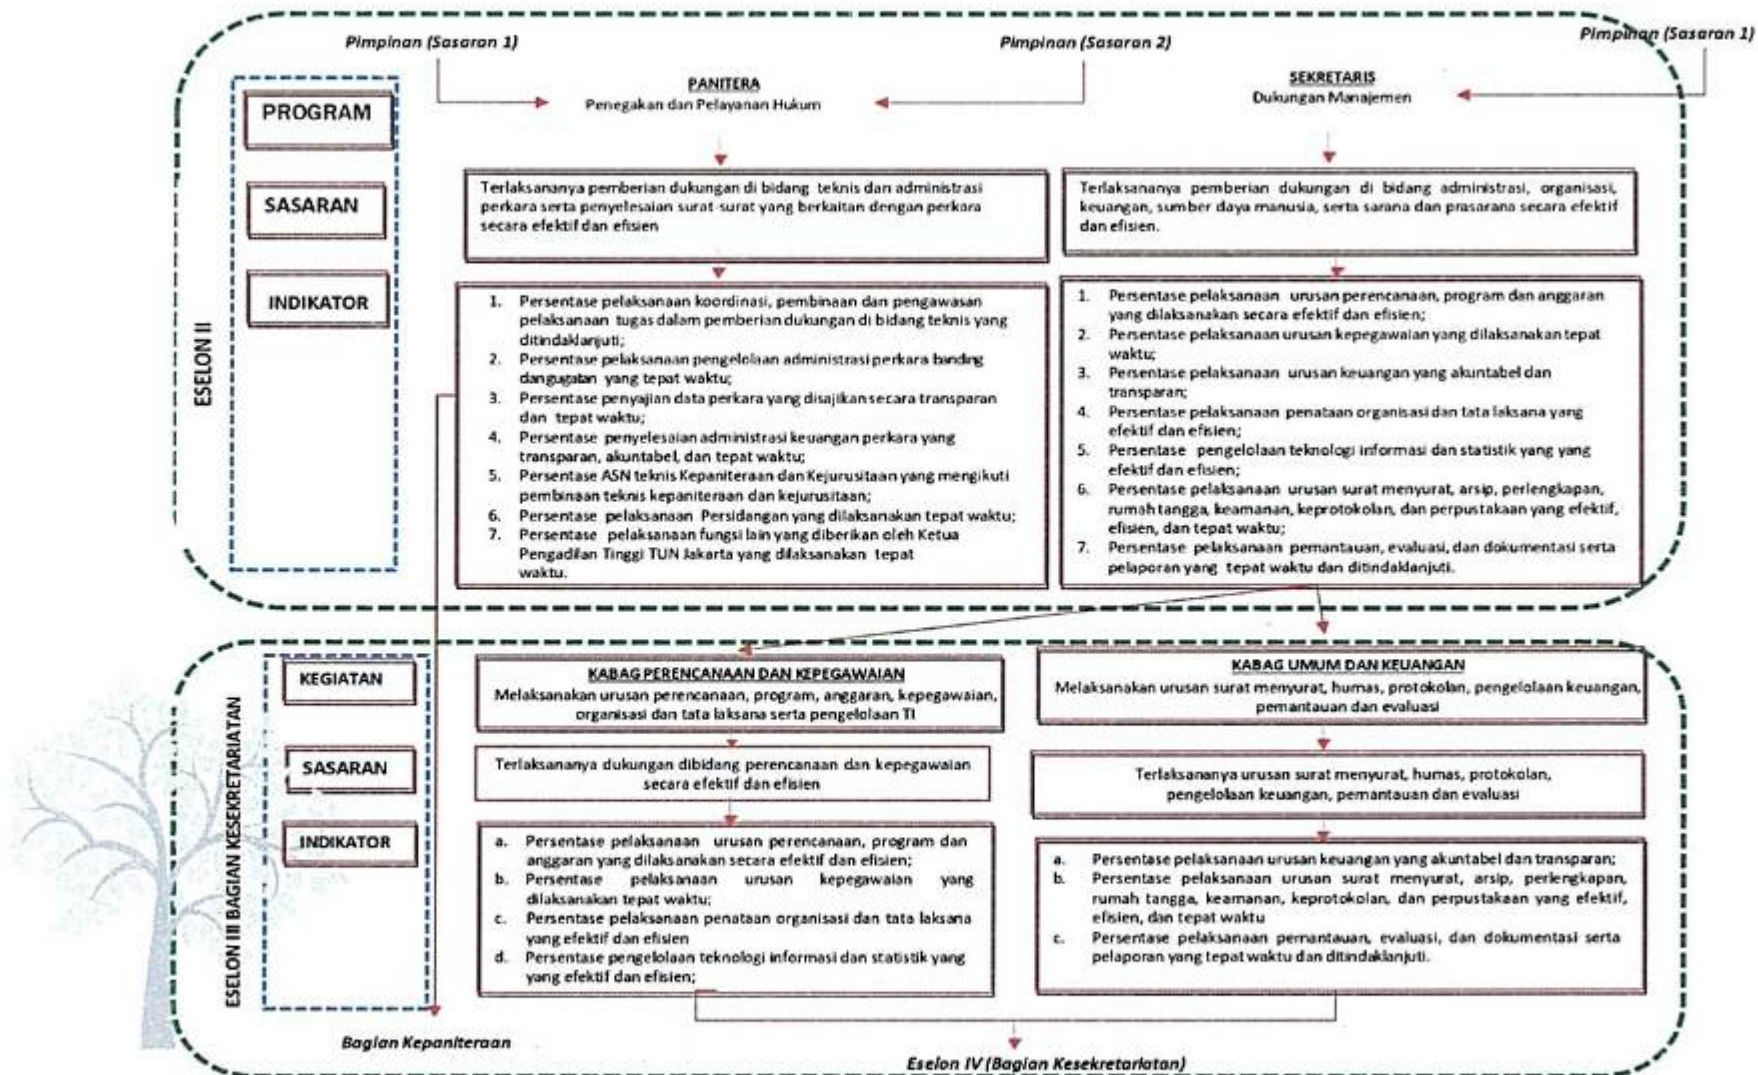 Pimpinan (Sasaran 1)
Pimpinan (Sasaran 2)
Pimpinan (Sasaran 1)
ESELON II
PROGRAM
SASARAN
INDIKATOR
PANITERA
Penegakan dan Pelayanan Hukum
Terlaksananya pemberian dukungan di bidang teknis dan administrasi
perkara serta penyelesaian surat-surat yang berkaitan dengan perkara
secara efektif dan efisien
1. Persentase pelaksanaan koordinasi, pembinaan dan pengawasan
pelaksanaan tugas dalam pemberian dukungan di bidang teknis yang
ditindaklanjuti;
2. Persentase pelaksanaan pengelolaan administrasi perkara banding
dangugatan yang tepat waktu;
3. Persentase penyajian data perkara yang disajikan secara transparan
dan tepat waktu;
4. Persentase penyelesaian administrasi keuangan perkara yang
transparan, akuntabel, dan tepat waktu;
5. Persentase ASN teknis Kepaniteraan dan Kejurusitaan yang mengikuti
pembinaan teknis kepaniteraan dan kejurusitaan;
6. Persentase pelaksanaan Persidangan yang dilaksanakan tepat waktu;
7. Persentase pelaksanaan fungsi lain yang diberikan oleh Ketua
Pengadilan Tinggi TUN Jakarta yang dilaksanakan tepat
waktu.
SEKRETARIS
Dukungan Manajemen
Terlaksananya pemberian dukungan di bidang administrasi, organisasi,
keuangan, sumber daya manusia, serta sarana dan prasarana secara efektif
dan efisien.
1. Persentase pelaksanaan urusan perencanaan, program dan anggaran
yang dilaksanakan secara efektif dan efisien;
2. Persentase pelaksanaan urusan kepegawaian yang dilaksanakan tepat
waktu;
3. Persentase pelaksanaan urusan keuangan yang akuntabel dan
transparan;
4. Persentase pelaksanaan penataan organisasi dan tata laksana yang
efektif dan efisien;
5. Persentase pengelolaan teknologi informasi dan statistik yang yang
efektif dan efisien;
6. Persentase pelaksanaan urusan surat menyurat, arsip, perlengkapan,
rumah tangga, keamanan, keprotokolan, dan perpustakaan yang efektif,
efisien, dan tepat waktu;
7. Persentase pelaksanaan pemantauan, evaluasi, dan dokumentasi serta
pelaporan yang tepat waktu dan ditindaklanjuti.
ESELON III BAGIAN KESEKRETARIATAN
KEGIATAN
SASARAN
INDIKATOR
KABAG PERENCANAAN DAN KEPEGAWAIAN
Melaksanakan urusan perencanaan, program, anggaran, kepegawaian,
organisasi dan tata laksana serta pengelolaan TI
Terlaksananya dukungan dibidang perencanaan dan kepegawaian
secara efektif dan efisien
a. Persentase pelaksanaan urusan perencanaan, program dan
anggaran yang dilaksanakan secara efektif dan efisien;
b. Persentase pelaksanaan urusan kepegawaian yang
dilaksanakan tepat waktu;
c. Persentase pelaksanaan penataan organisasi dan tata laksana
yang efektif dan efisien
d. Persentase pengelolaan teknologi informasi dan statistik yang
yang efektif dan efisien;
KABAG UMUM DAN KEUANGAN
Melaksanakan urusan surat menyurat, humas, protokolan, pengelolaan keuangan,
pemantauan dan evaluasi
Terlaksananya urusan surat menyurat, humas, protokolan,
pengelolaan keuangan, pemantauan dan evaluasi
a. Persentase pelaksanaan urusan keuangan yang akuntabel dan transparan;
b. Persentase pelaksanaan urusan surat menyurat, arsip, perlengkapan,
rumah tangga, keamanan, keprotokolan, dan perpustakaan yang efektif,
efisien, dan tepat waktu
c. Persentase pelaksanaan pemantauan, evaluasi, dan dokumentasi serta
pelaporan yang tepat waktu dan ditindaklanjuti.
Bagian Kepaniteraan
Eselon IV (Bagian Kesekretariatan)